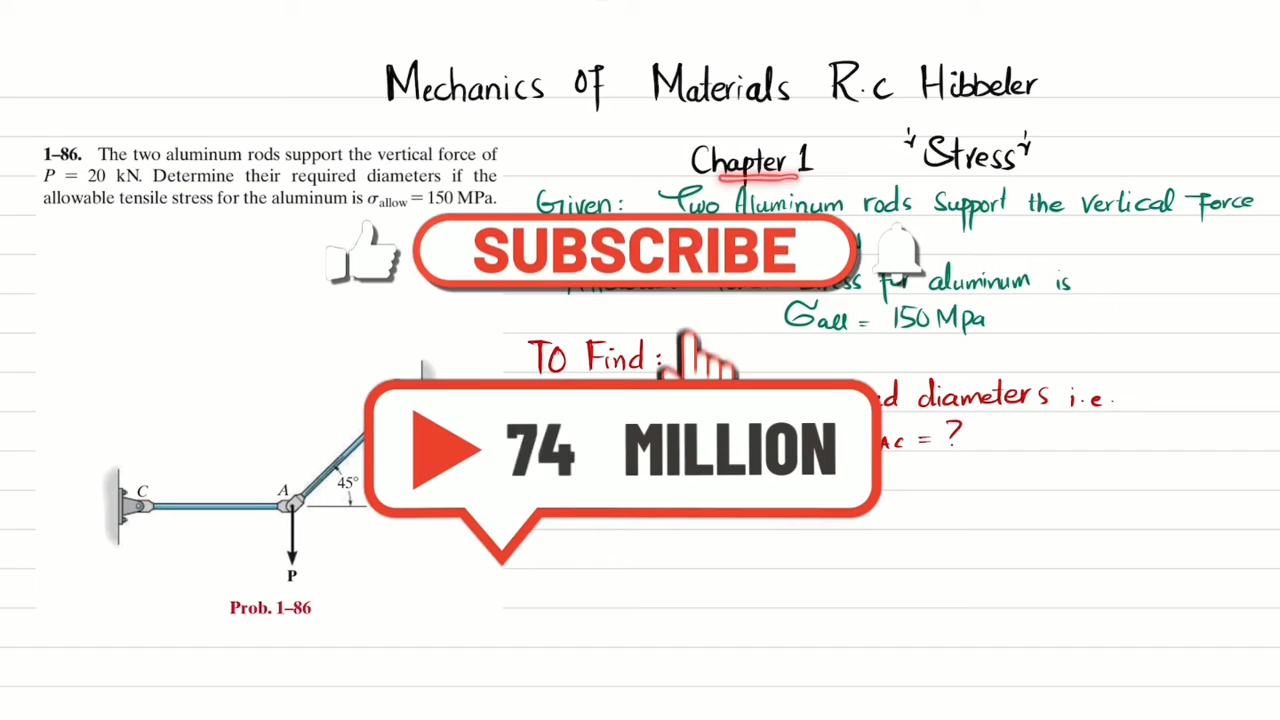 Mechanics of Materials R.c Hibbeler
1–86. The two aluminum rods support the vertical force of
P = 20 kN. Determine their required diameters if the
allowable tensile stress for the aluminum is σallow = 150 MPa.
Chapter 1 "Stress"
Given: Two Aluminum rods Support the vertical Force
SUBSCRIBE
for aluminum is
σall = 150 MPa
To Find:
diameters i.e.
AC = ?
74 MILLION
C
A
45°
P
Prob. 1–86